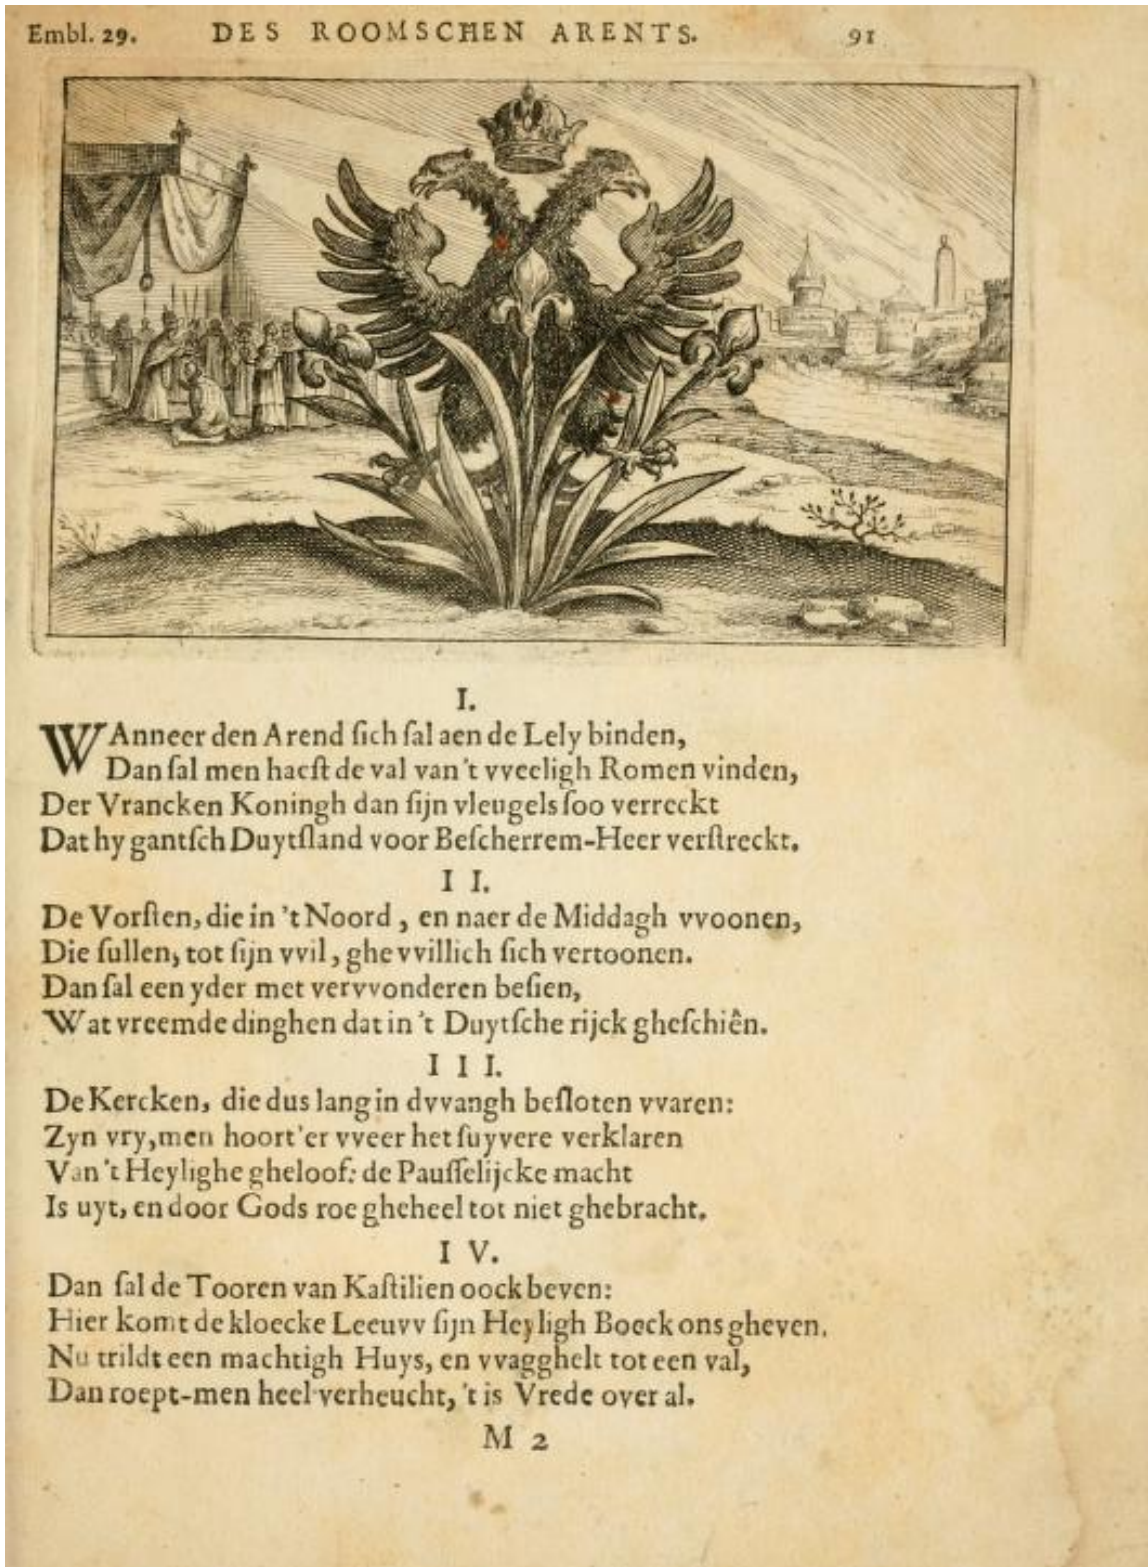 Embl. 29. DES ROOMSCHEN ARENTS. 91
I.
WAnneer den Arend ſich ſal aen de Lely binden,
Dan ſal men haeſt de val van 't vveeligh Romen vinden,
Der Vrancken Koningh dan ſijn vleugels ſoo verreckt
Dat hy gantſch Duytſland voor Beſcherrem-Heer verſtreckt.
I I.
De Vorſten, die in 't Noord, en naer de Middagh vvoonen,
Die ſullen, tot ſijn vvil, ghevvillich ſich vertoonen.
Dan ſal een yder met vervvonderen beſien,
Wat vreemde dinghen dat in 't Duytſche rijck gheſchiên.
I I I.
De Kercken, die dus lang in dvvangh beſloten vvaren:
Zyn vry, men hoort'er vveer het ſuyvere verklaren
Van 't Heylighe gheloof: de Pauſſelijcke macht
Is uyt, en door Gods roe gheheel tot niet ghebracht.
I V.
Dan ſal de Tooren van Kaſtilien oock beven:
Hier komt de kloecke Leeuvv ſijn Heyligh Boeck ons gheven.
Nu trildt een machtigh Huys, en vvagghelt tot een val,
Dan roept-men heel verheucht, 't is Vrede over al.
M 2